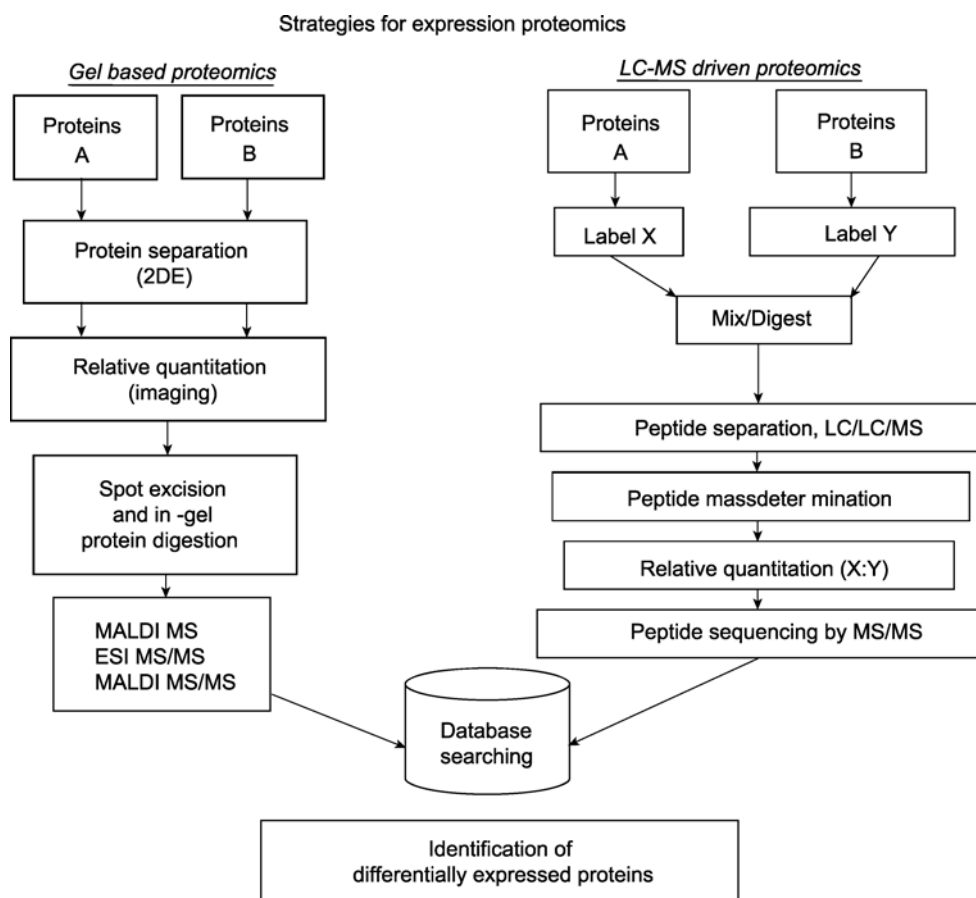 Strategies for expression proteomics
Gel based proteomics
Proteins
A
Proteins
B
Protein separation
(2DE)
Relative quantitation
(imaging)
Spot excision
and in -gel
protein digestion
MALDI MS
ESI MS/MS
MALDI MS/MS
LC-MS driven proteomics
Proteins
A
Proteins
B
Label X
Label Y
Mix/Digest
Peptide separation, LC/LC/MS
Peptide massdeter mination
Relative quantitation (X:Y)
Peptide sequencing by MS/MS
Database
searching
Identification of
differentially expressed proteins